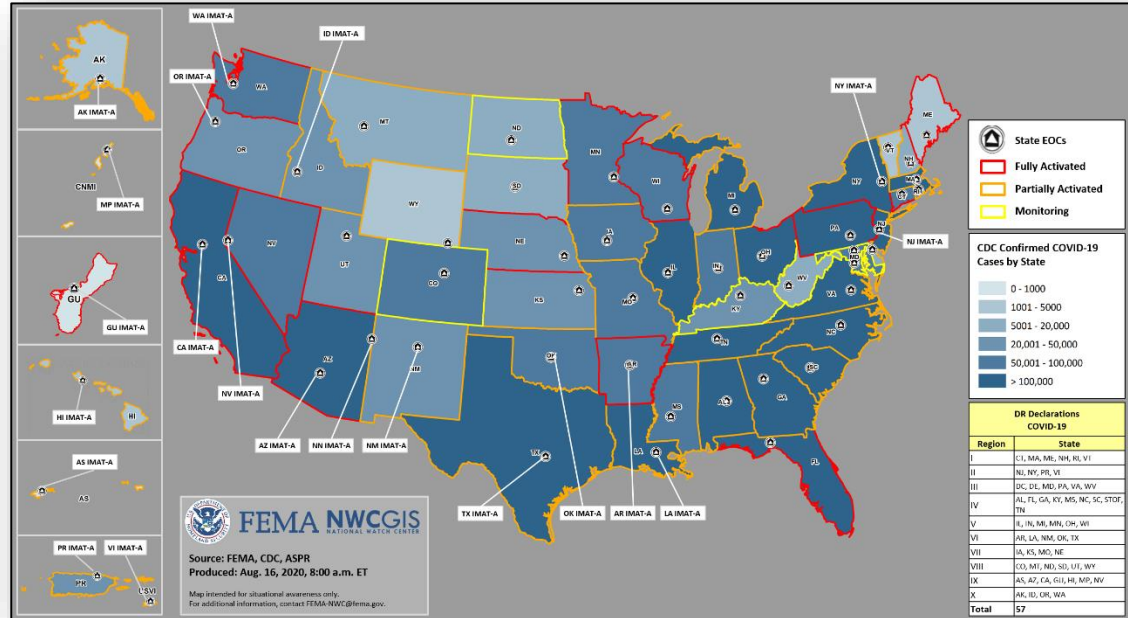 WA IMAT-A
ID IMAT-A
OR IMAT-A
NY IMAT-A
AK
AK IMAT-A
CNMI
MP IMAT-A
GU
GU IMAT-A
HI IMAT-A
HI
AS IMAT-A
AS
PR IMAT-A
VI IMAT-A
PR
USVI
WA
OR
ID
MT
ND
SD
WY
NV
CA
UT
CO
AZ
NM
NE
KS
TX
MN
IA
WI
MI
IL
IN
OH
KY
WV
TN
AR
LA
MS
GA
FL
SC
NC
VA
MD
PA
NY
NJ
CT
MA
VT
NH
ME
NJ IMAT-A
CA IMAT-A
NV IMAT-A
AZ IMAT-A
NN IMAT-A
NM IMAT-A
TX IMAT-A
OK IMAT-A
AR IMAT-A
LA IMAT-A
State EOCs
Fully Activated
Partially Activated
Monitoring
CDC Confirmed COVID-19
Cases by State
0 - 1000
1001 - 5000
5001 - 20,000
20,001 - 50,000
50,001 - 100,000
> 100,000
DR Declarations
COVID-19
Region State
I CT, MA, ME, NH, RI, VT
II NJ, NY, PR, VI
III DC, DE, MD, PA, VA, WV
IV AL, FL, GA, KY, MS, NC, SC, STOF,
TN
V IL, IN, MI, MN, OH, WI
VI AR, LA, NM, OK, TX
VII IA, KS, MO, NE
VIII CO, MT, ND, SD, UT, WY
IX AS, AZ, CA, GU, HI, MP, NV
X AK, ID, OR, WA
Total 57
FEMA NWCGIS
NATIONAL WATCH CENTER
Source: FEMA, CDC, ASPR
Produced: Aug. 16, 2020, 8:00 a.m. ET
Map intended for situational awareness only.
For additional information, contact FEMA-NWC@fema.gov.